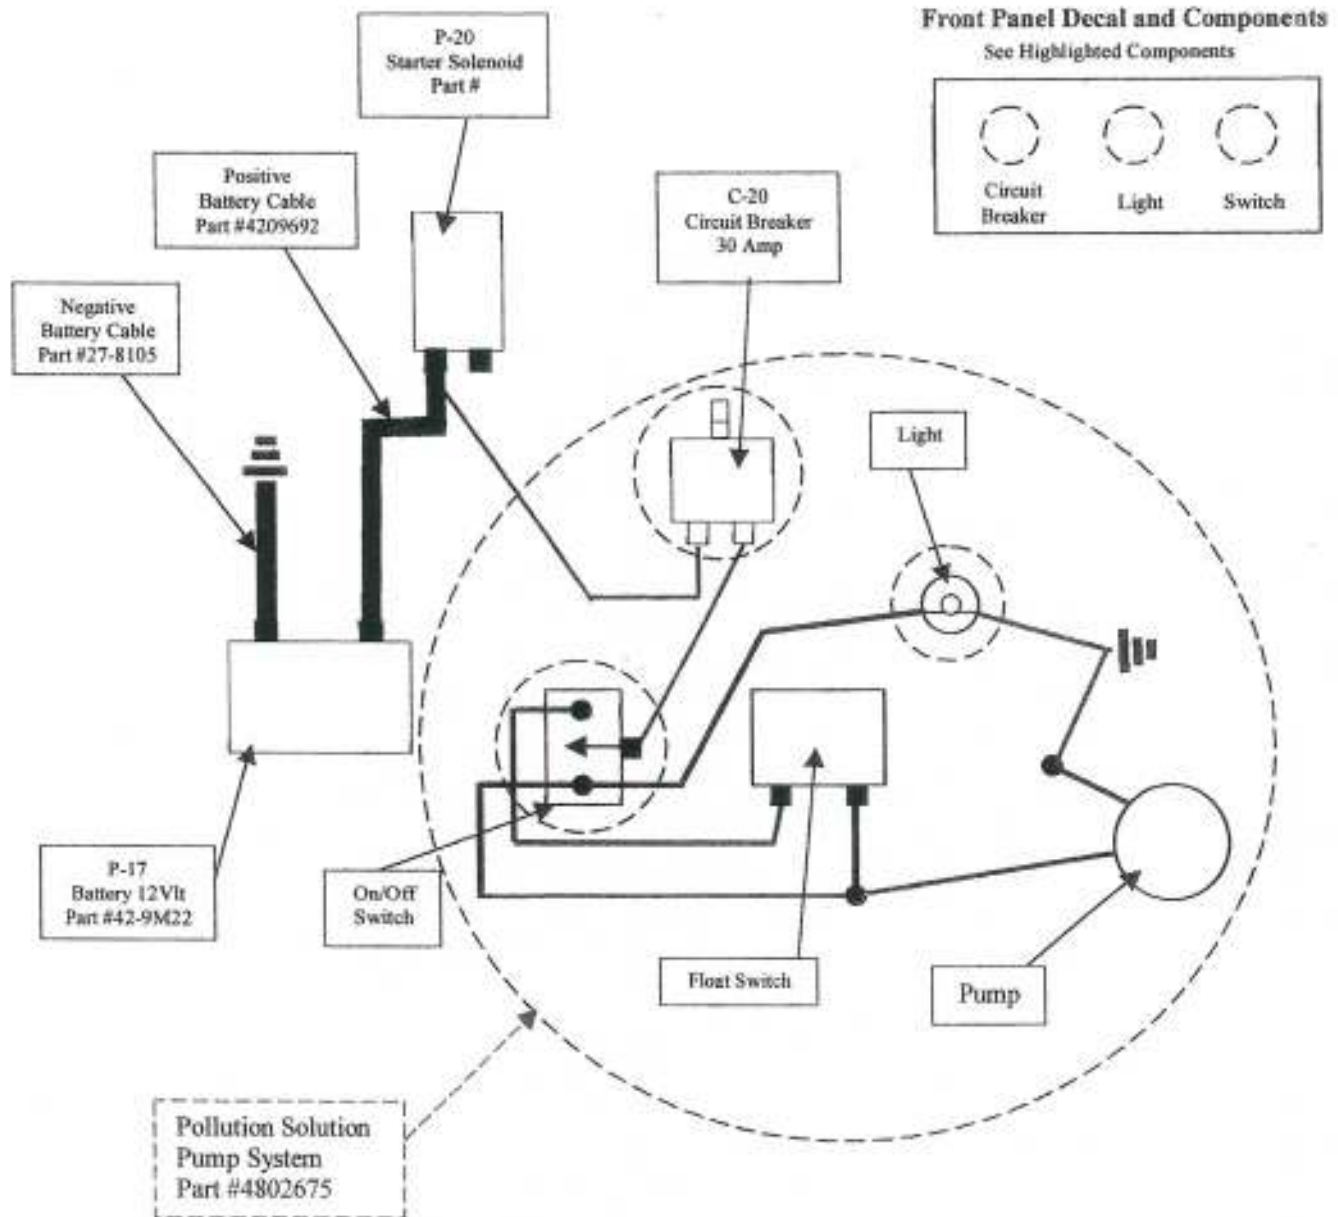 Front Panel Decal and Components
See Highlighted Components
Circuit
Breaker
Light
Switch
P-20
Starter Solenoid
Part #
Positive
Battery Cable
Part #4209692
C-20
Circuit Breaker
30 Amp
Negative
Battery Cable
Part #27-8105
Light
P-17
Battery 12Vlt
Part #42-9M22
On/Off
Switch
Float Switch
Pump
Pollution Solution
Pump System
Part #4802675